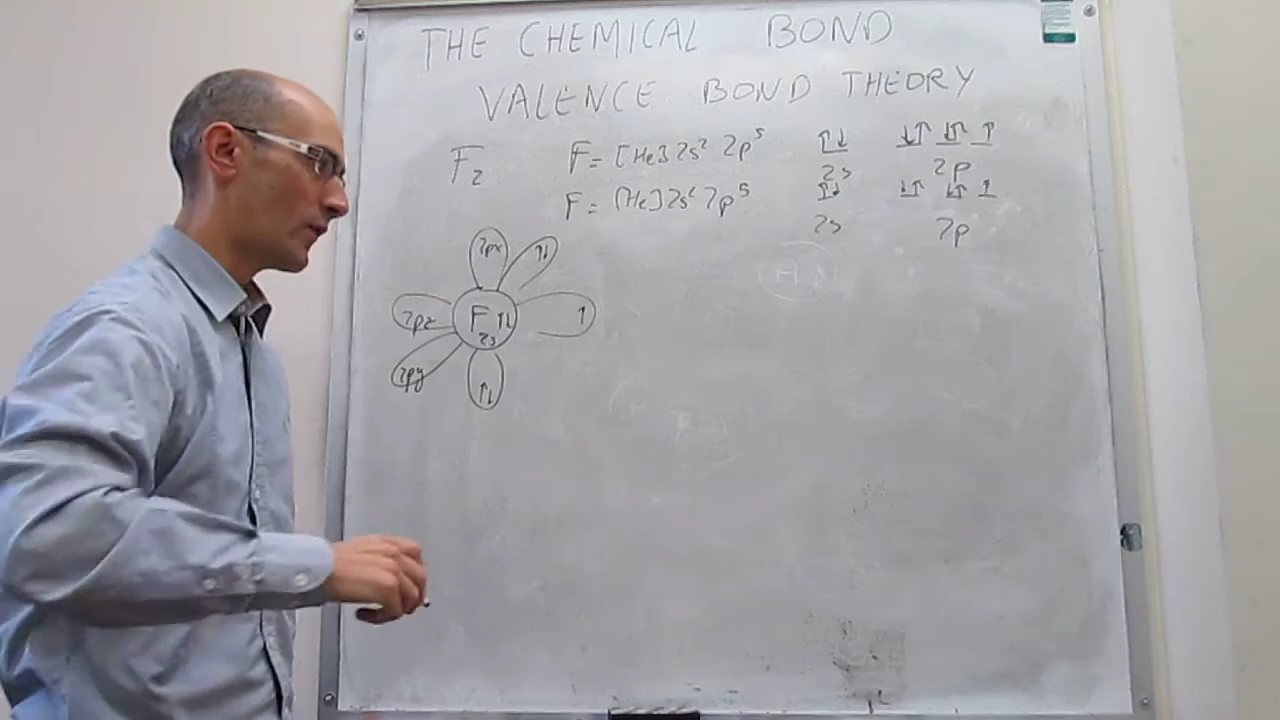 THE CHEMICAL BOND
VALENCE BOND THEORY
F₂ F = [He] 2s² 2p⁵ ↑↓ ↓↑ ↓↑ ↑
2s 2p
F = [He] 2s² 2p⁵ ↑↓ ↓↑ ↓↑ ↑
2s 2p
2px ↑↓
2pz F ↑↓ ↑
2s
2py ↑↓